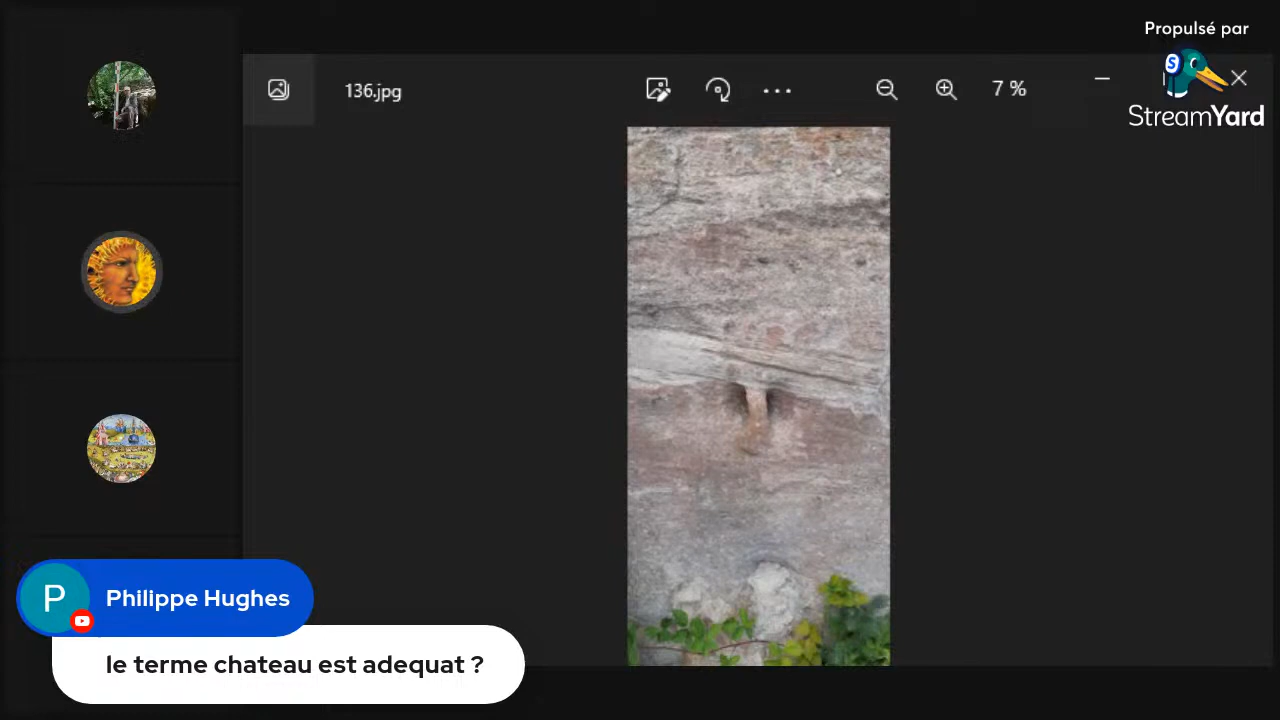 Propulsé par
StreamYard
136.jpg
7 %
P
Philippe Hughes
le terme chateau est adequat ?